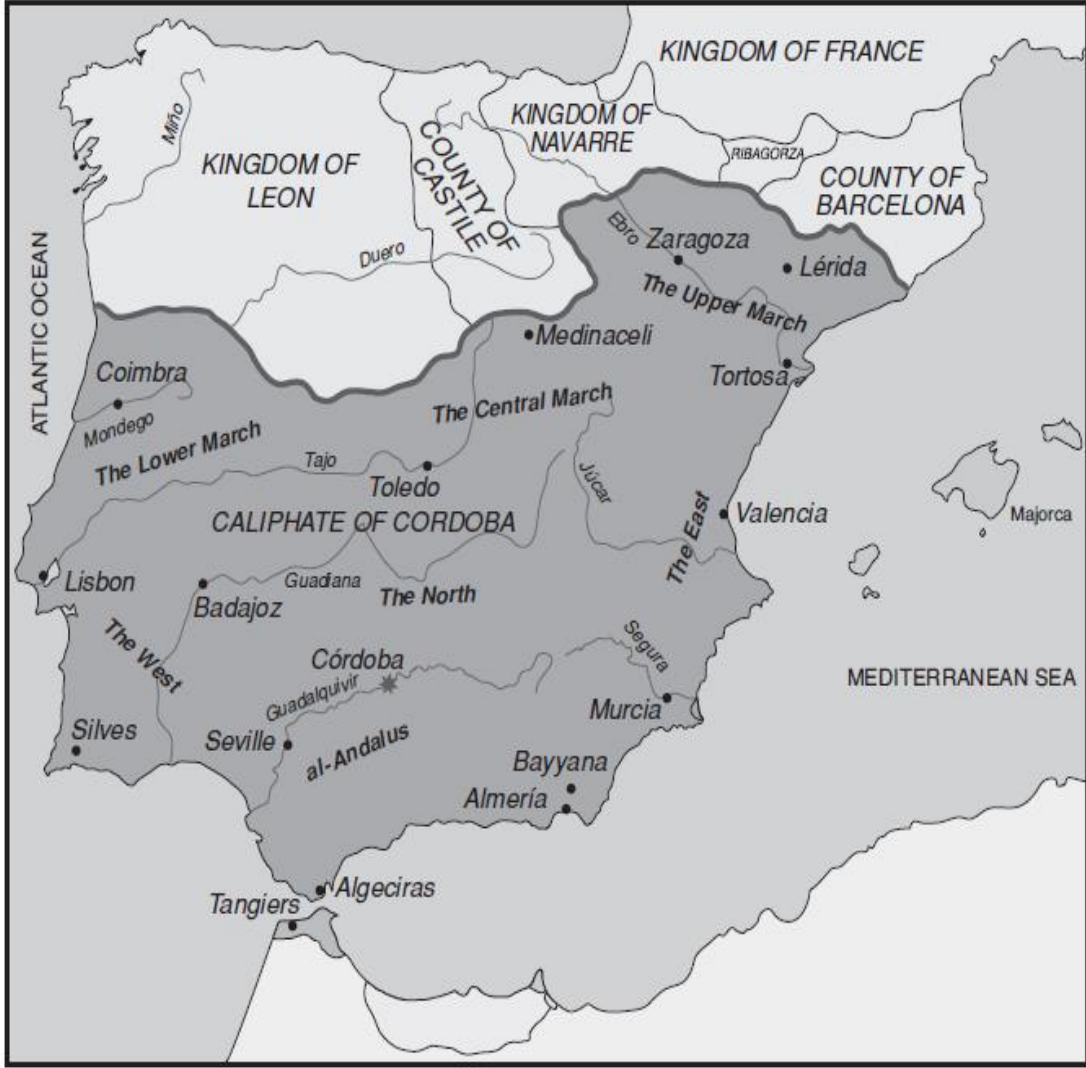 KINGDOM OF FRANCE
KINGDOM OF
NAVARRE
RIBAGORZA
COUNTY OF
BARCELONA
COUNTY OF
CASTILE
KINGDOM OF
LEON
Miño
Duero
Ebro
Zaragoza
Lérida
The Upper March
Medinaceli
Tortosa
ATLANTIC OCEAN
Coimbra
Mondego
The Lower March
The Central March
Tajo
Toledo
Júcar
CALIPHATE OF CORDOBA
The East
Valencia
Majorca
Lisbon
Badajoz
Guadiana
The North
The West
Córdoba
Guadalquivir
Segura
MEDITERRANEAN SEA
Murcia
Silves
Seville
al-Andalus
Bayyana
Almería
Algeciras
Tangiers